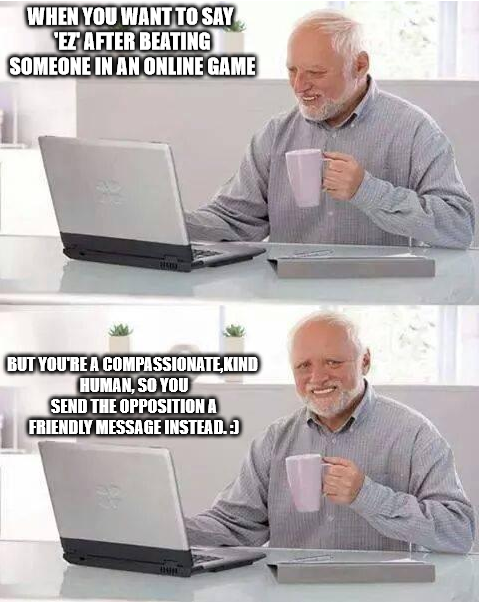 WHEN YOU WANT TO SAY
'EZ' AFTER BEATING
SOMEONE IN AN ONLINE GAME
BUT YOU'RE A COMPASSIONATE,KIND
HUMAN, SO YOU
SEND THE OPPOSITION A
FRIENDLY MESSAGE INSTEAD. :)